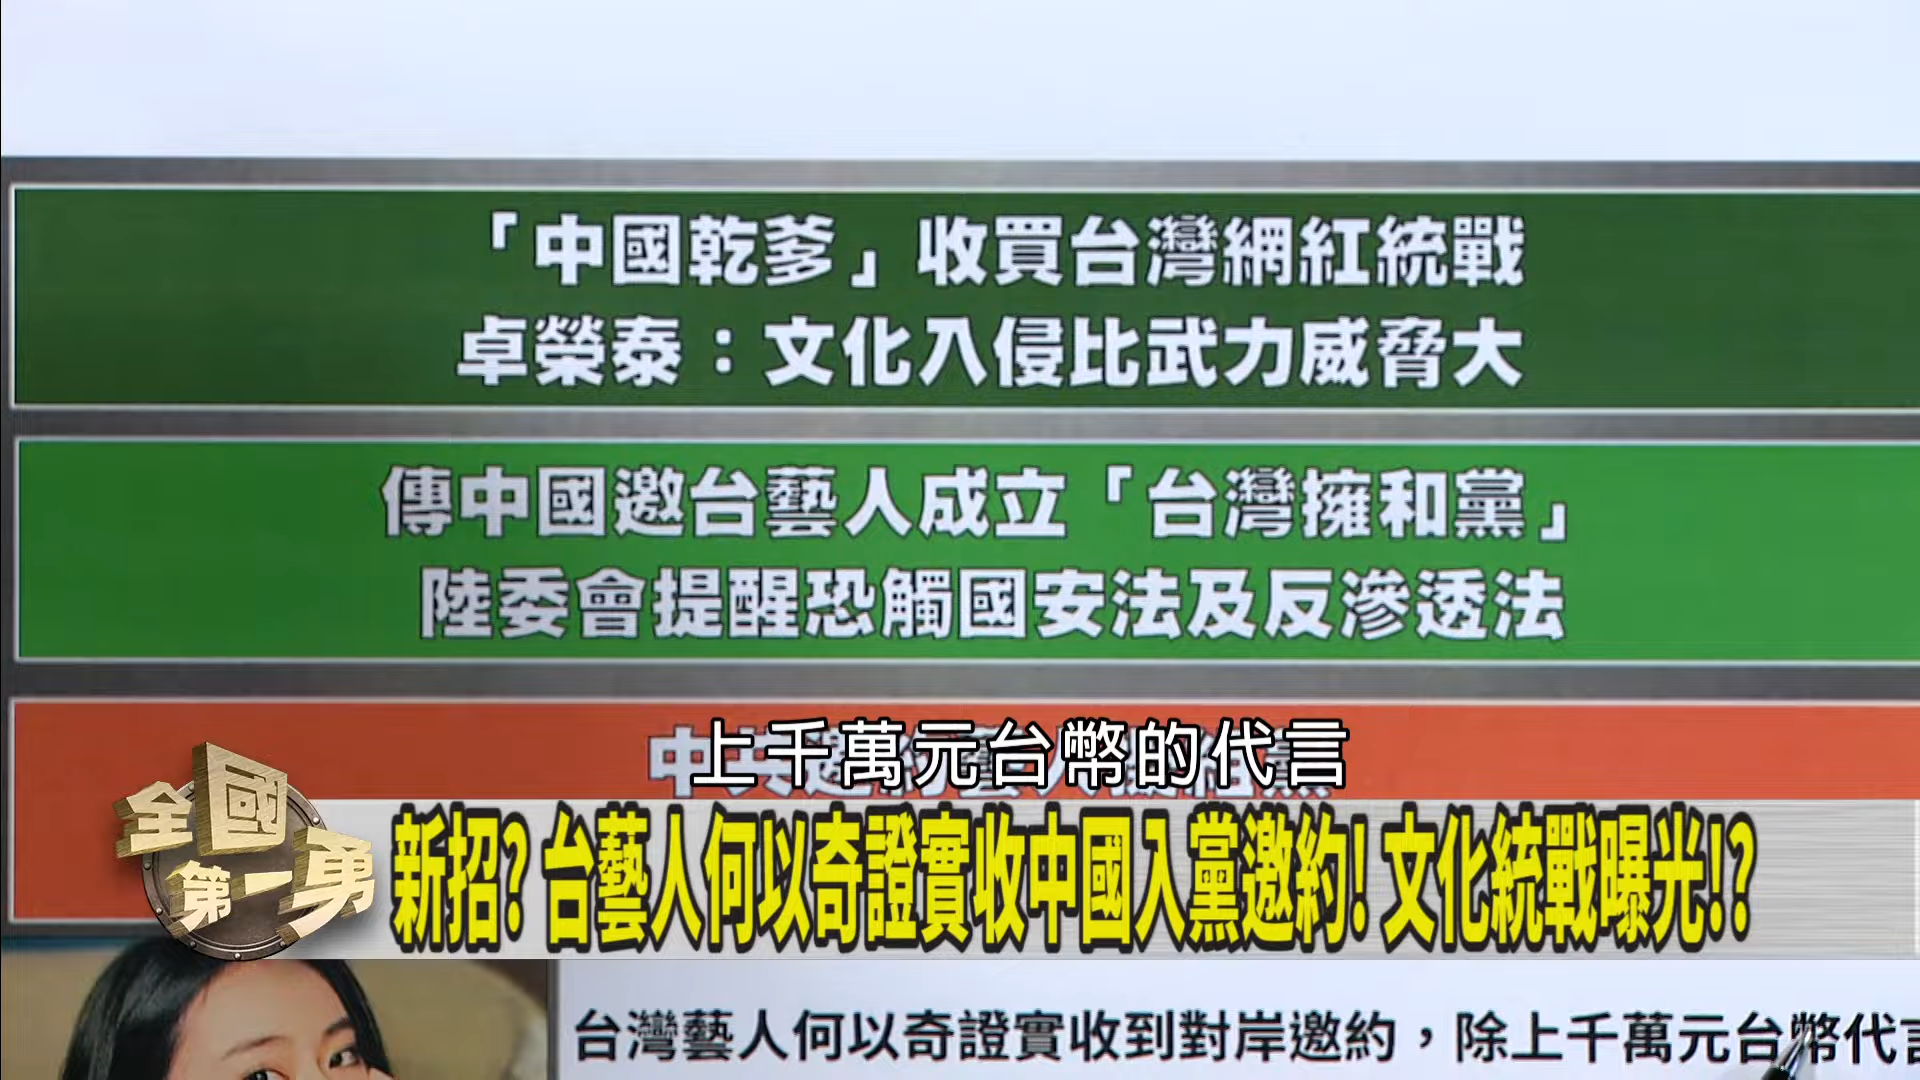 「中國乾爹」收買台灣網紅統戰
卓榮泰：文化入侵比武力威脅大
傳中國邀台藝人成立「台灣擁和黨」
陸委會提醒恐觸國安法及反滲透法
上千萬元台幣的代言
全國第一勇
新招?台藝人何以奇證實收中國入黨邀約!文化統戰曝光!?
台灣藝人何以奇證實收到對岸邀約，除上千萬元台幣代言